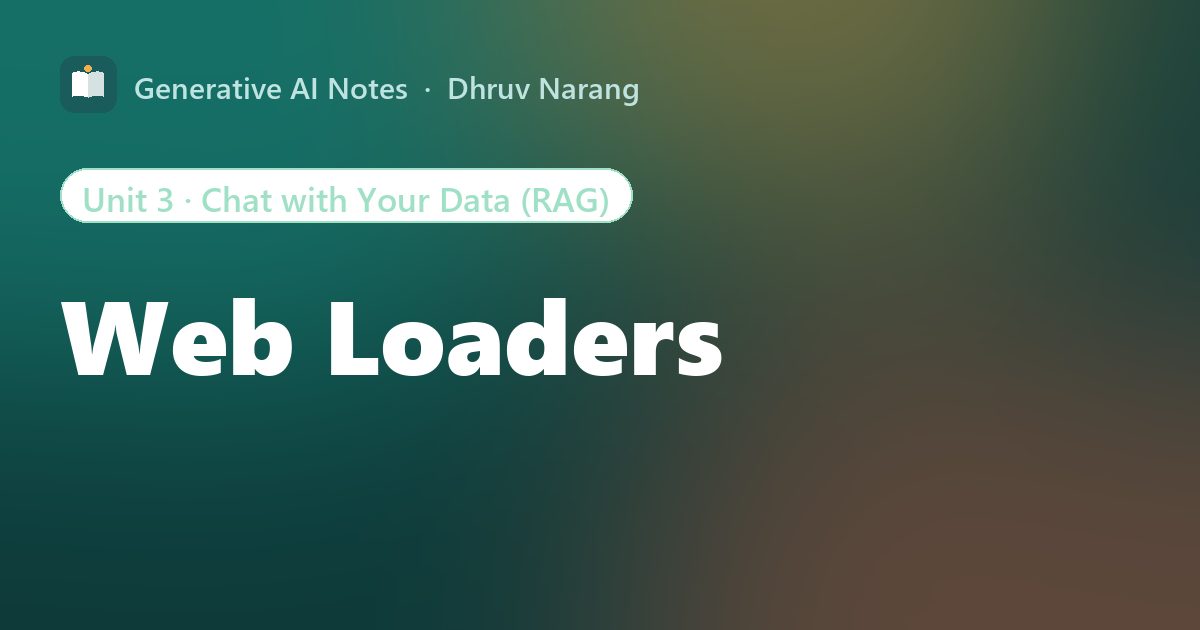 Generative AI Notes · Dhruv Narang
Unit 3 · Chat with Your Data (RAG)
Web Loaders